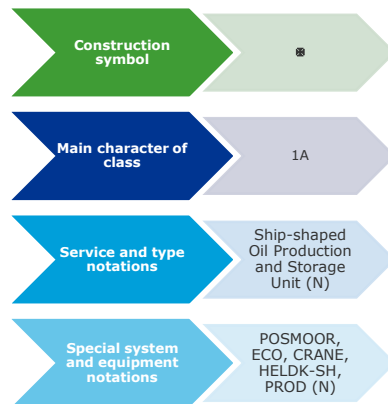 Construction
symbol
✠
Main character of
class
1A
Service and type
notations
Ship-shaped
Oil Production
and Storage
Unit (N)
Special system
and equipment
notations
POSMOOR,
ECO, CRANE,
HELDK-SH,
PROD (N)